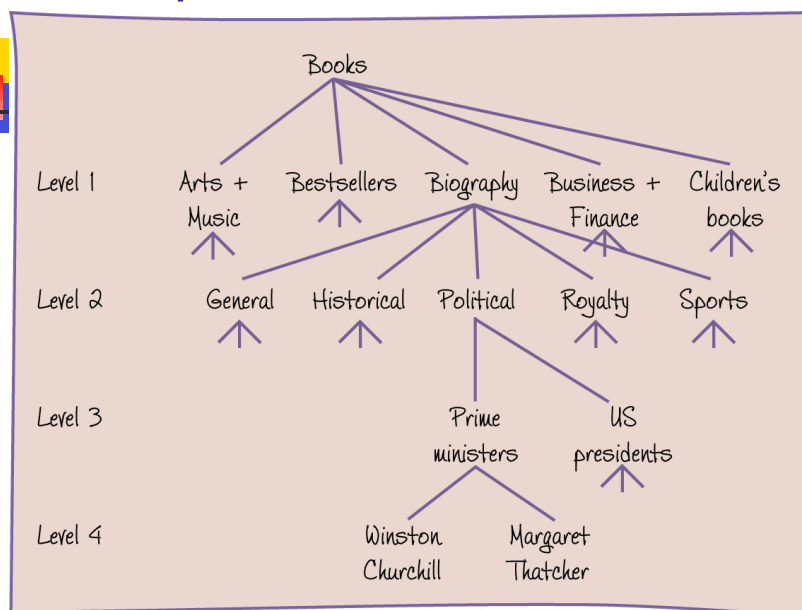 Books
Level 1 Arts + Bestsellers Biography Business + Children's
Music Finance books
Level 2 General Historical Political Royalty Sports
Level 3 Prime US
ministers presidents
Level 4 Winston Margaret
Churchill Thatcher